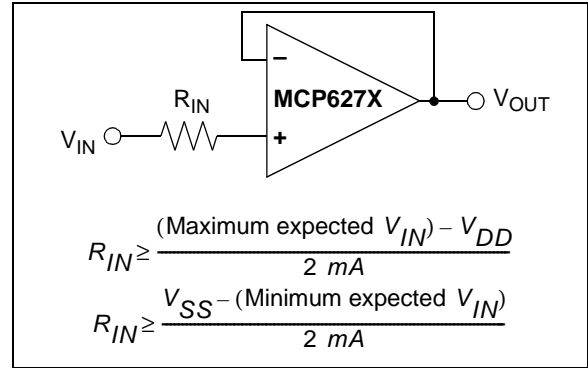 −
MCP627X
R_IN
V_OUT
V_IN
+
R_IN ≥ (Maximum expected V_IN) − V_DD / 2 mA
R_IN ≥ V_SS − (Minimum expected V_IN) / 2 mA